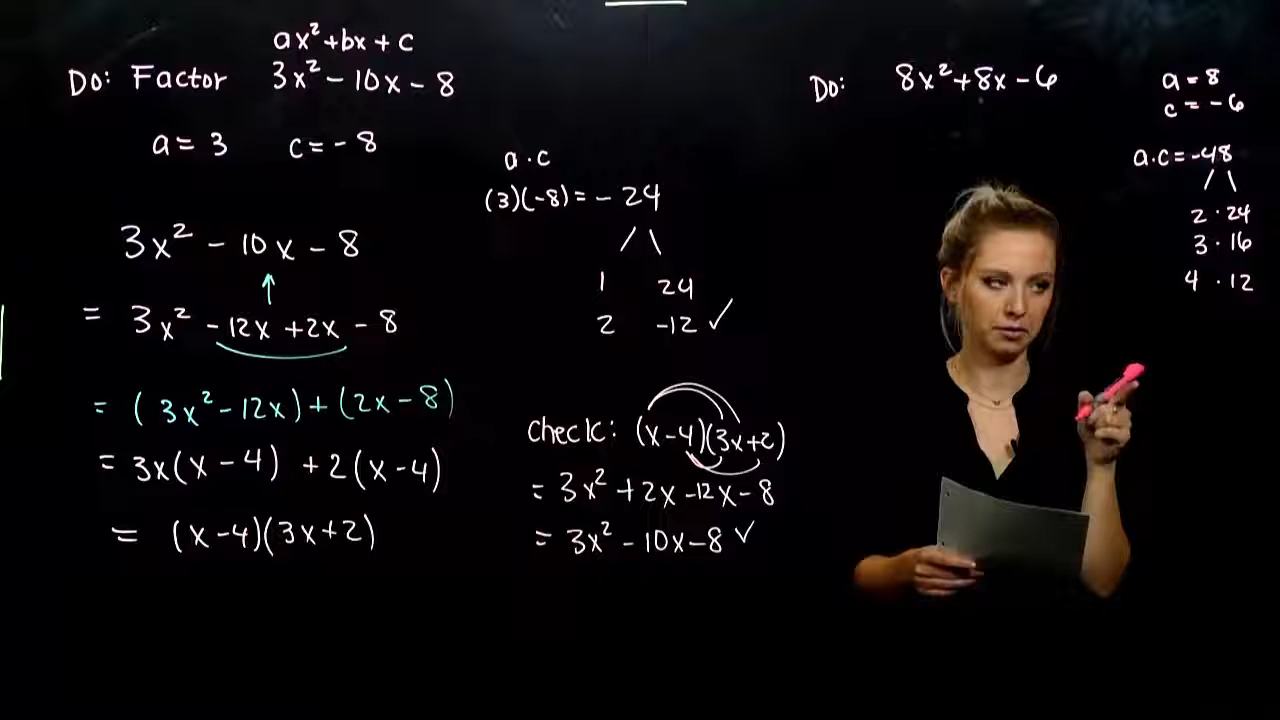 ax² + bx + c
Do: Factor 3x² - 10x - 8
a = 3 c = - 8
3x² - 10x - 8
= 3x² - 12x + 2x - 8
= (3x² - 12x) + (2x - 8)
= 3x(x - 4) + 2(x - 4)
= (x - 4)(3x + 2)
a · c
(3)(-8) = - 24
/ \
1 24
2 -12 ✓
Check: (x - 4)(3x + 2)
= 3x² + 2x - 12x - 8
= 3x² - 10x - 8 ✓
Do: 8x² + 8x - 6
a = 8
c = - 6
a · c = -48
/ \
2 · 24
3 · 16
4 · 12